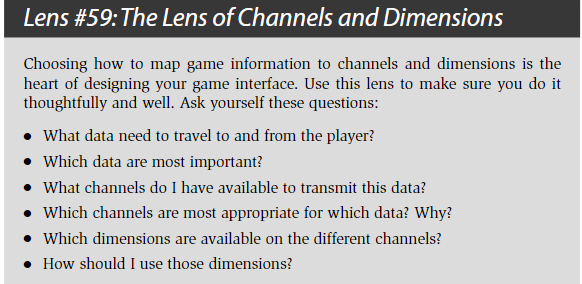 Lens #59: The Lens of Channels and Dimensions
Choosing how to map game information to channels and dimensions is the
heart of designing your game interface. Use this lens to make sure you do it
thoughtfully and well. Ask yourself these questions:
● What data need to travel to and from the player?
● Which data are most important?
● What channels do I have available to transmit this data?
● Which channels are most appropriate for which data? Why?
● Which dimensions are available on the different channels?
● How should I use those dimensions?